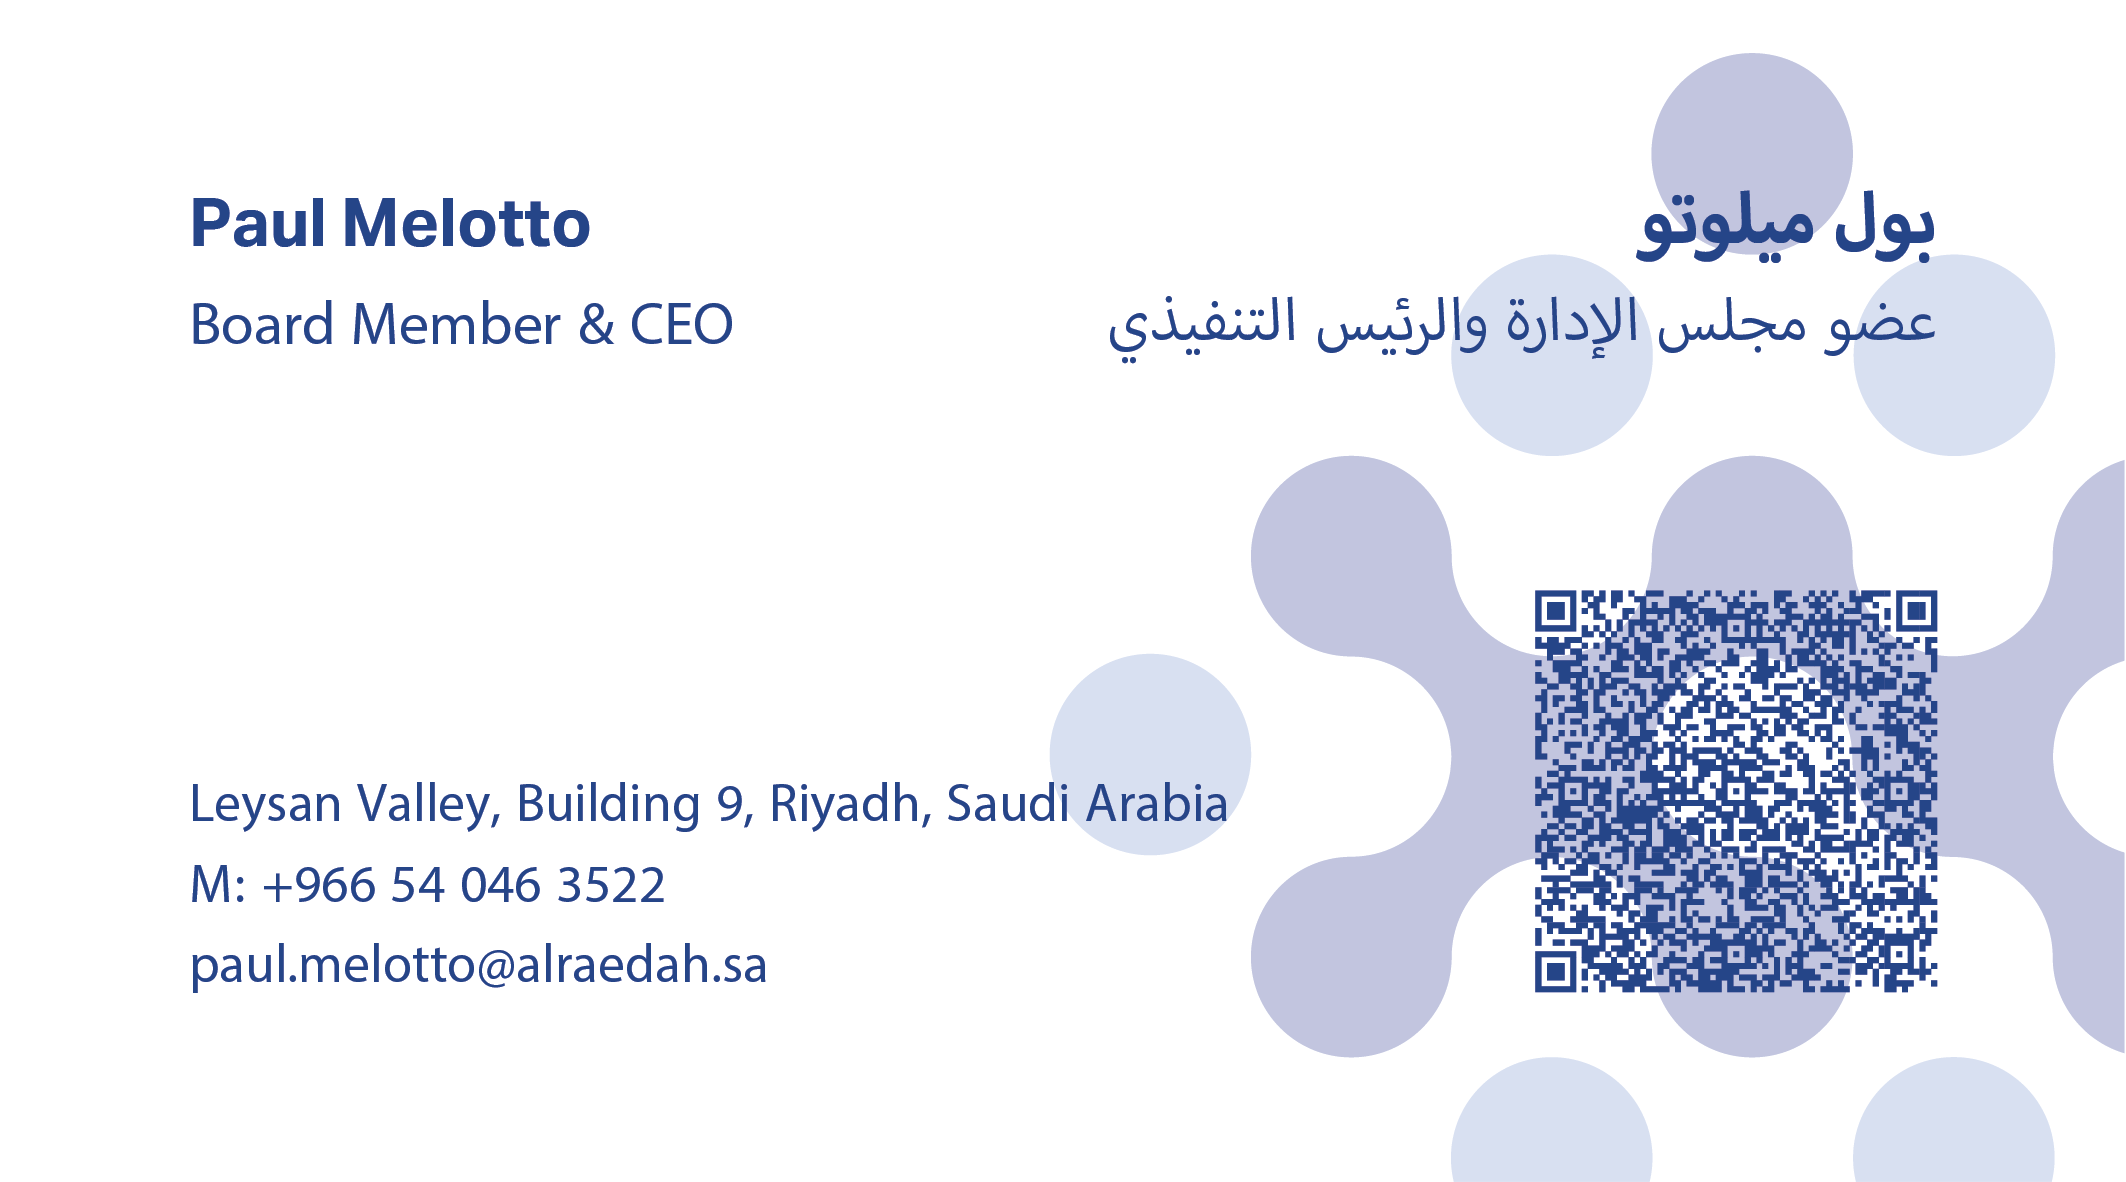 Paul Melotto
Board Member & CEO
بول ميلوتو
عضو مجلس الإدارة والرئيس التنفيذي
Leysan Valley, Building 9, Riyadh, Saudi Arabia
M: +966 54 046 3522
paul.melotto@alraedah.sa